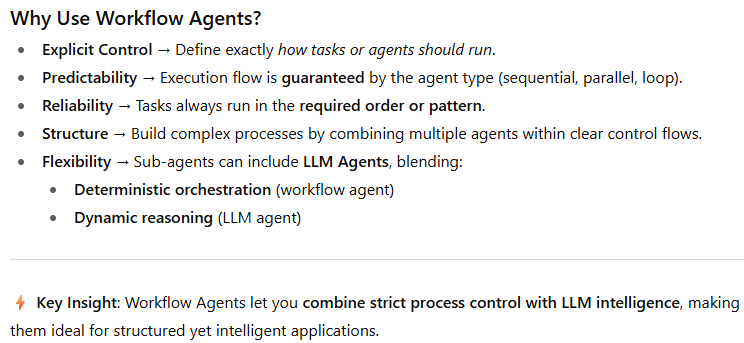 Why Use Workflow Agents?
• Explicit Control → Define exactly how tasks or agents should run.
• Predictability → Execution flow is guaranteed by the agent type (sequential, parallel, loop).
• Reliability → Tasks always run in the required order or pattern.
• Structure → Build complex processes by combining multiple agents within clear control flows.
• Flexibility → Sub-agents can include LLM Agents, blending:
• Deterministic orchestration (workflow agent)
• Dynamic reasoning (LLM agent)
⚡ Key Insight: Workflow Agents let you combine strict process control with LLM intelligence, making
them ideal for structured yet intelligent applications.